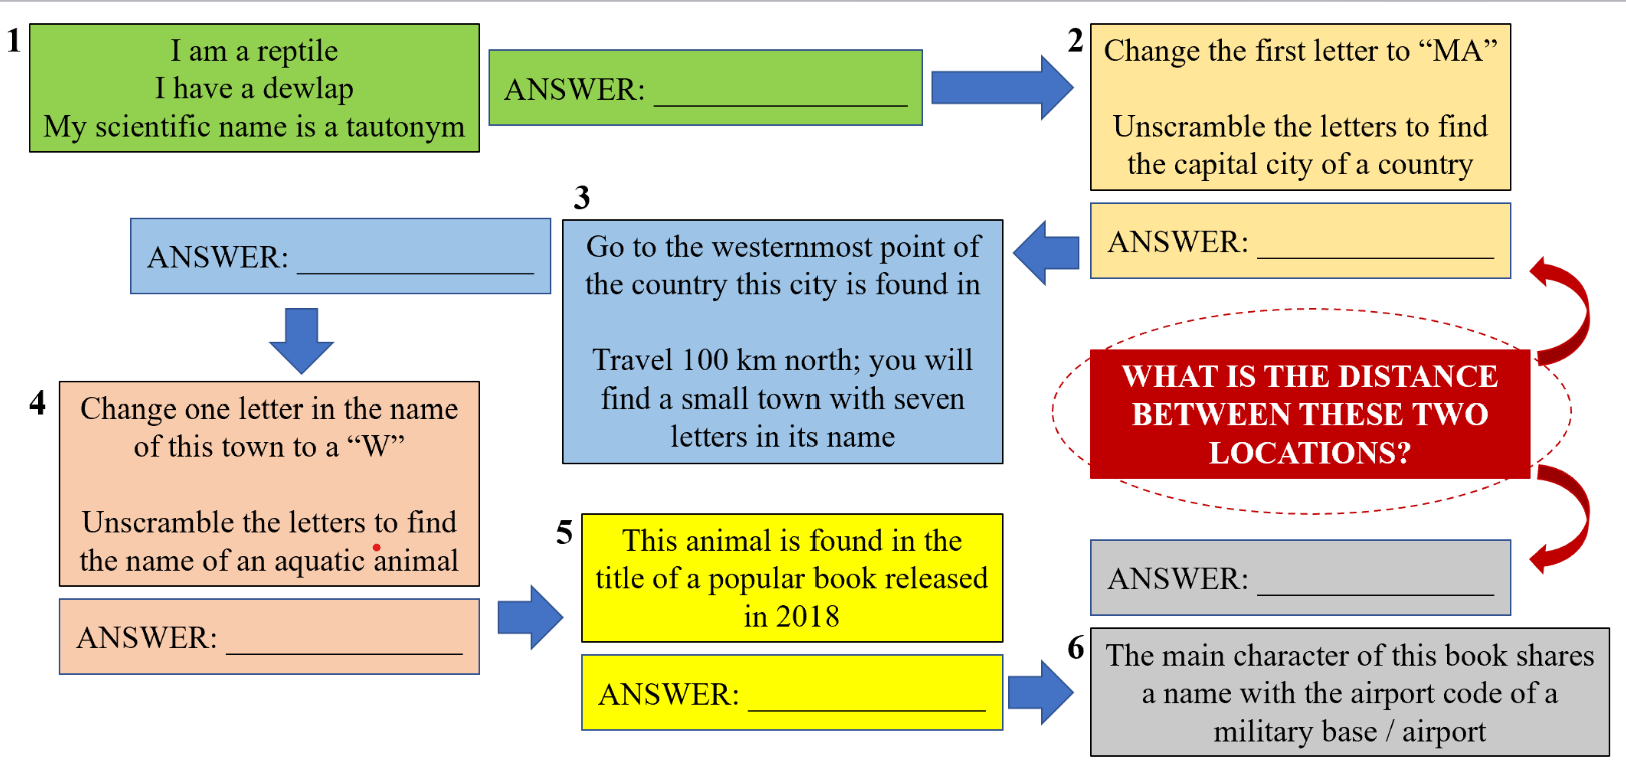 1
I am a reptile
I have a dewlap
My scientific name is a tautonym
ANSWER: ________________
2
Change the first letter to “MA”
Unscramble the letters to find
the capital city of a country
ANSWER: _______________
3
Go to the westernmost point of
the country this city is found in
Travel 100 km north; you will
find a small town with seven
letters in its name
ANSWER: _______________
4
Change one letter in the name
of this town to a “W”
Unscramble the letters to find
the name of an aquatic animal
ANSWER: _______________
5
This animal is found in the
title of a popular book released
in 2018
ANSWER: _______________
6
The main character of this book shares
a name with the airport code of a
military base / airport
ANSWER: _______________
WHAT IS THE DISTANCE
BETWEEN THESE TWO
LOCATIONS?